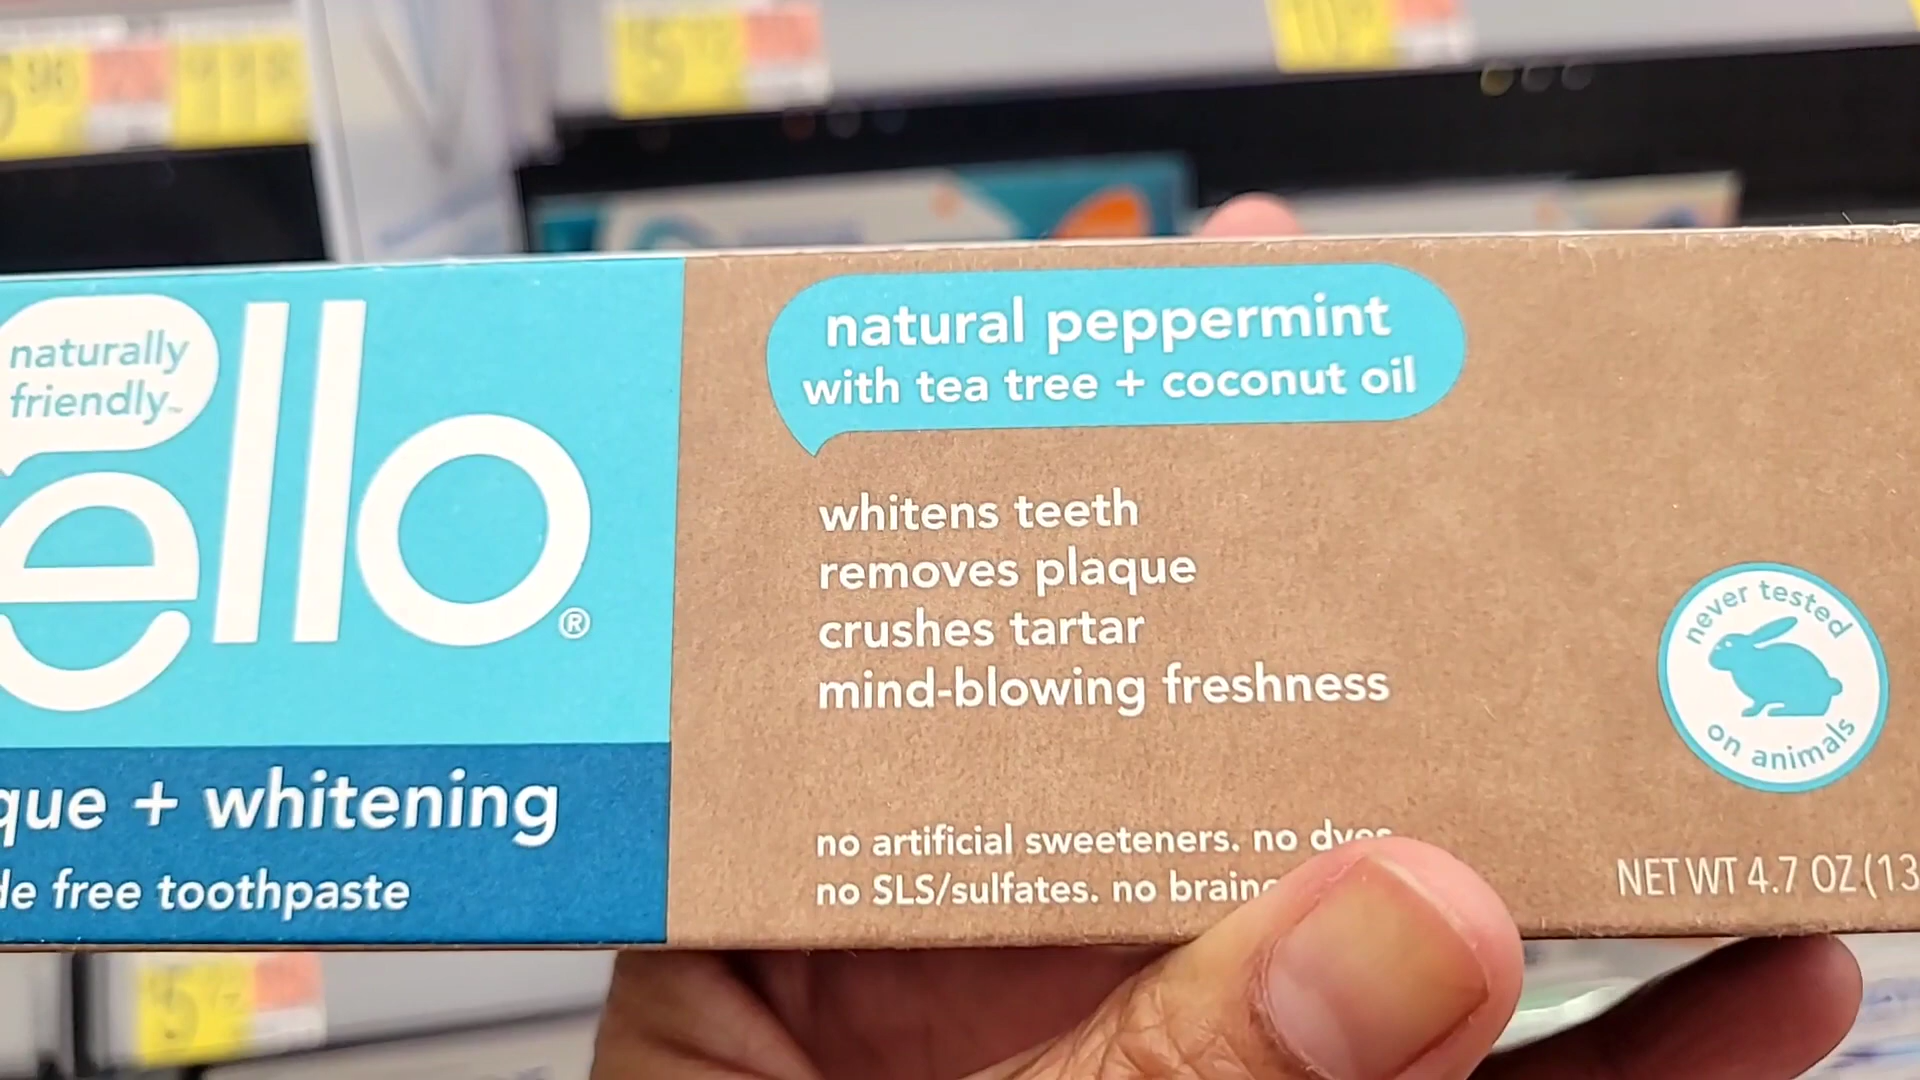 naturally
friendly™
ello®
que + whitening
de free toothpaste
natural peppermint
with tea tree + coconut oil
whitens teeth
removes plaque
crushes tartar
mind-blowing freshness
no artificial sweeteners. no
no SLS/sulfates. no
never tested
on animals
NET WT 4.7 OZ (13